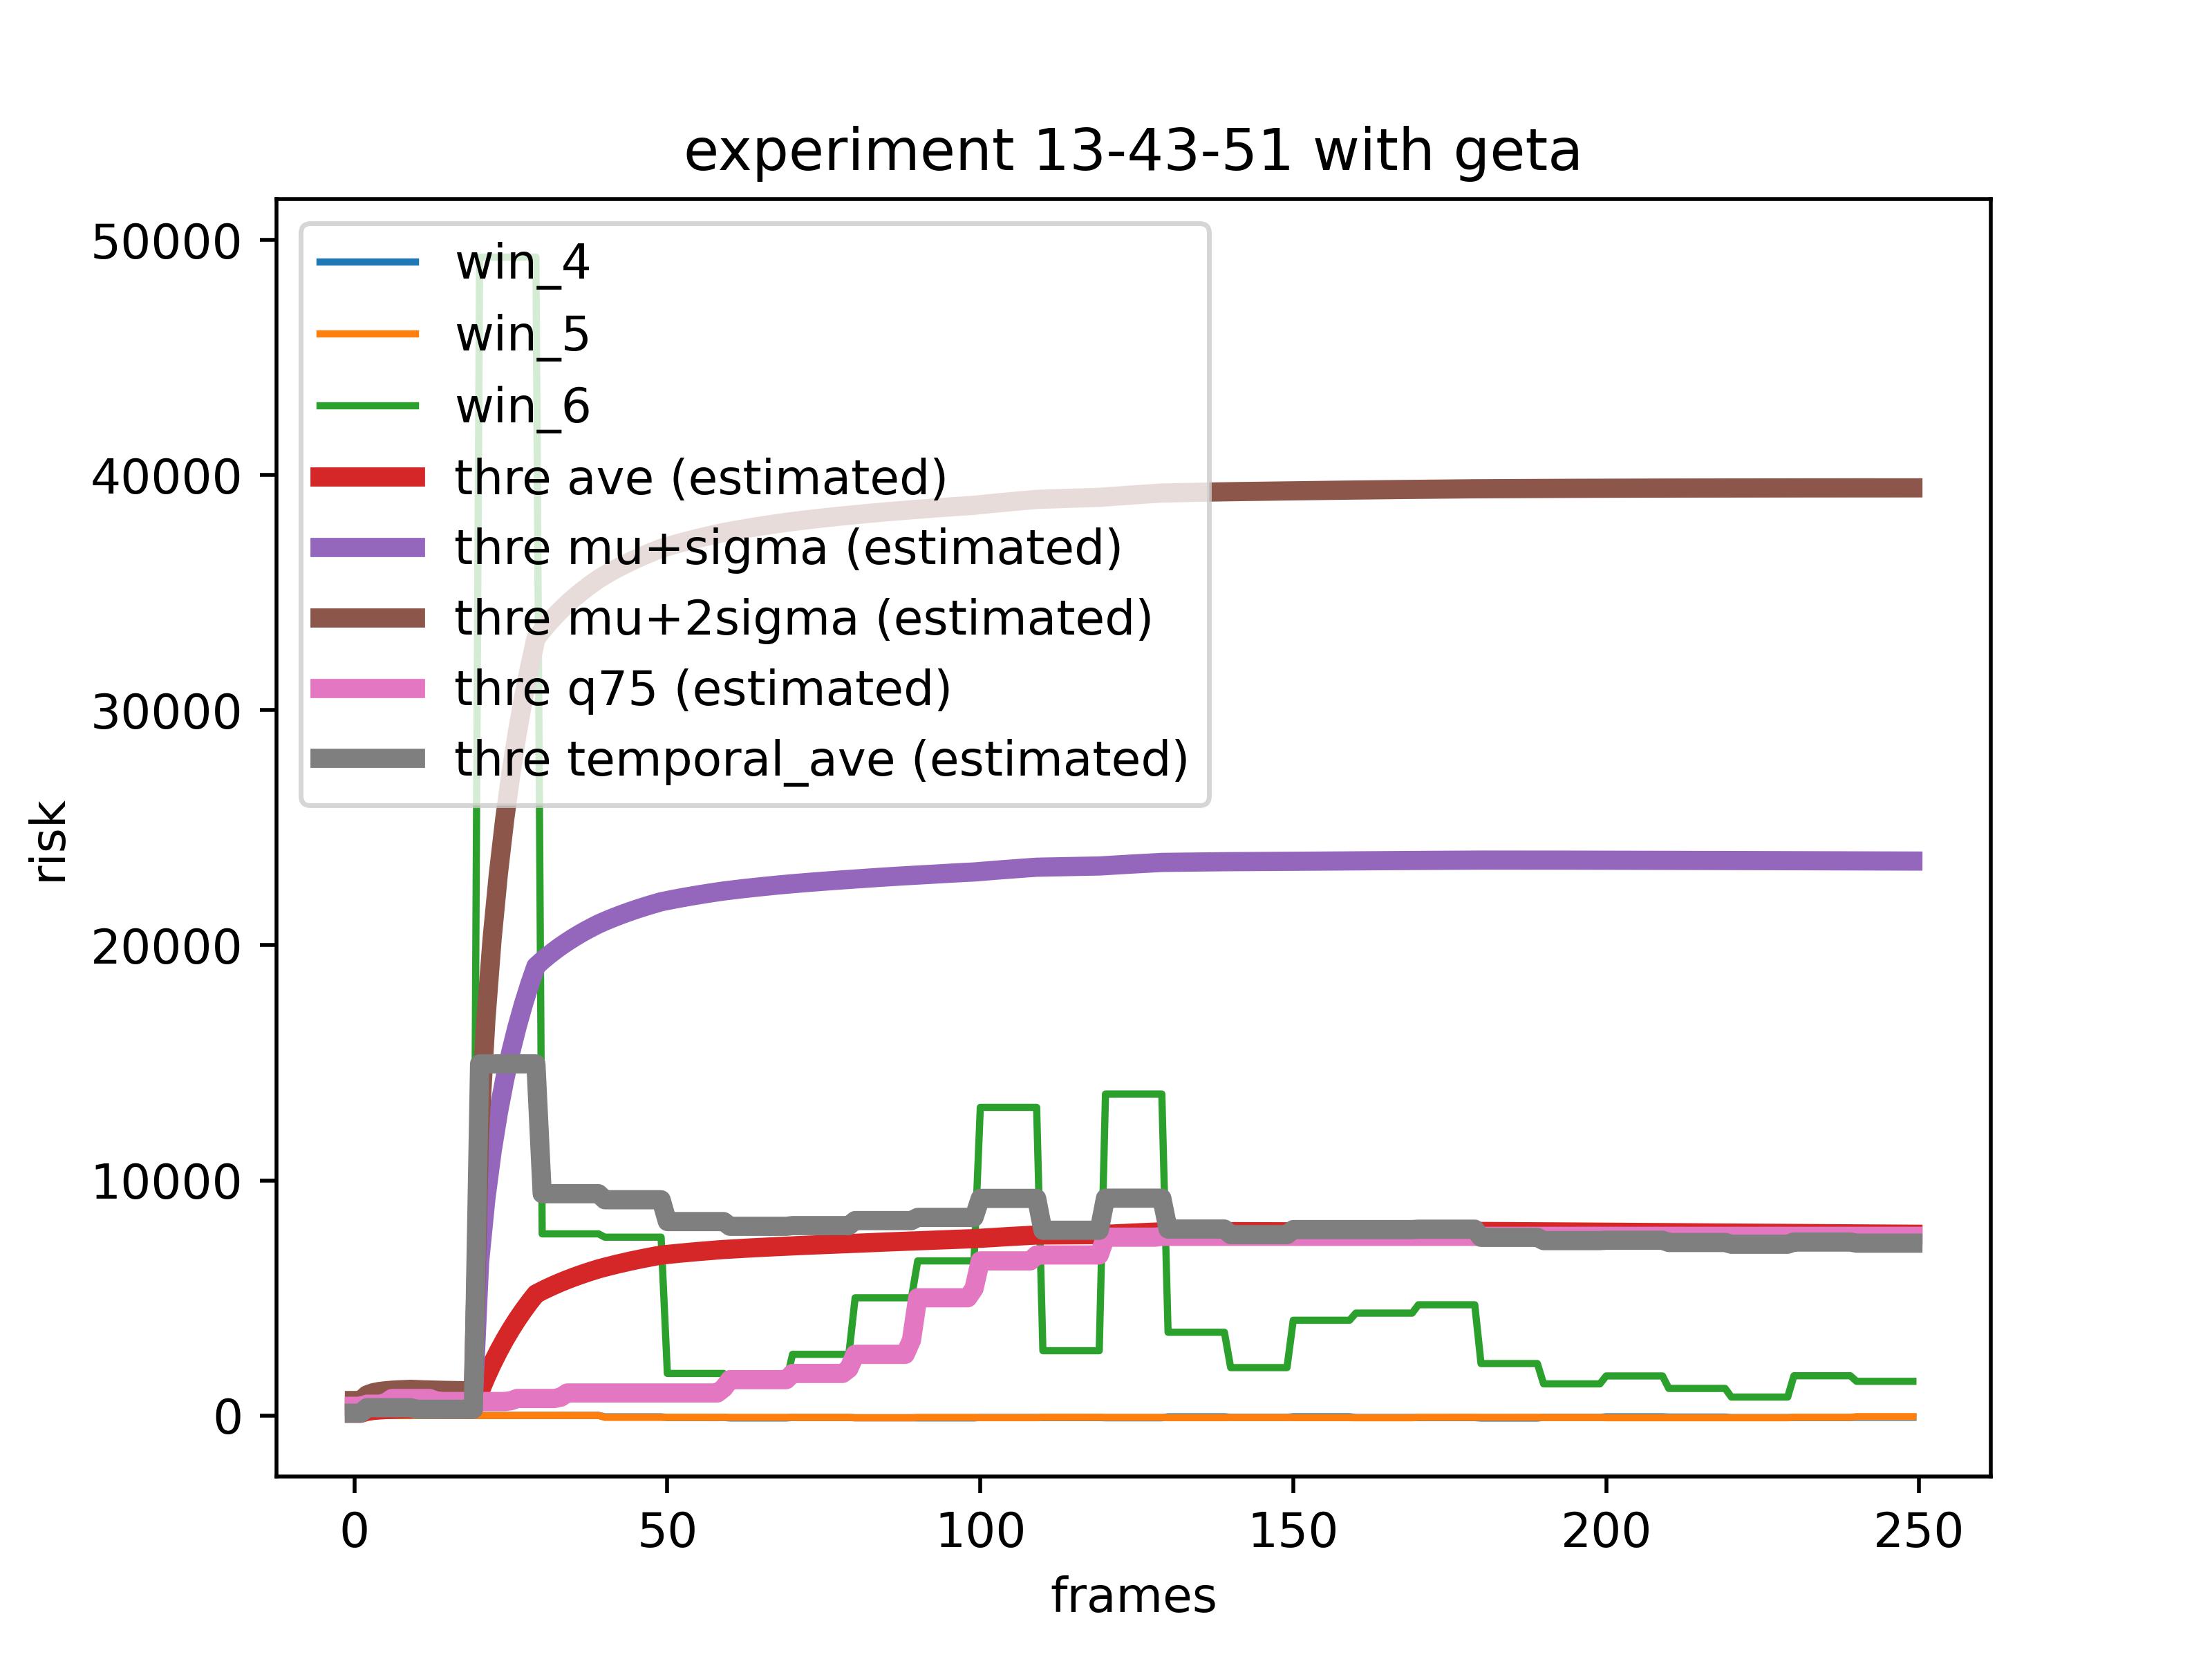 experiment 13-43-51 with geta
50000
40000
30000
20000
10000
0
risk
win_4
win_5
win_6
thre ave (estimated)
thre mu+sigma (estimated)
thre mu+2sigma (estimated)
thre q75 (estimated)
thre temporal_ave (estimated)
0 50 100 150 200 250
frames